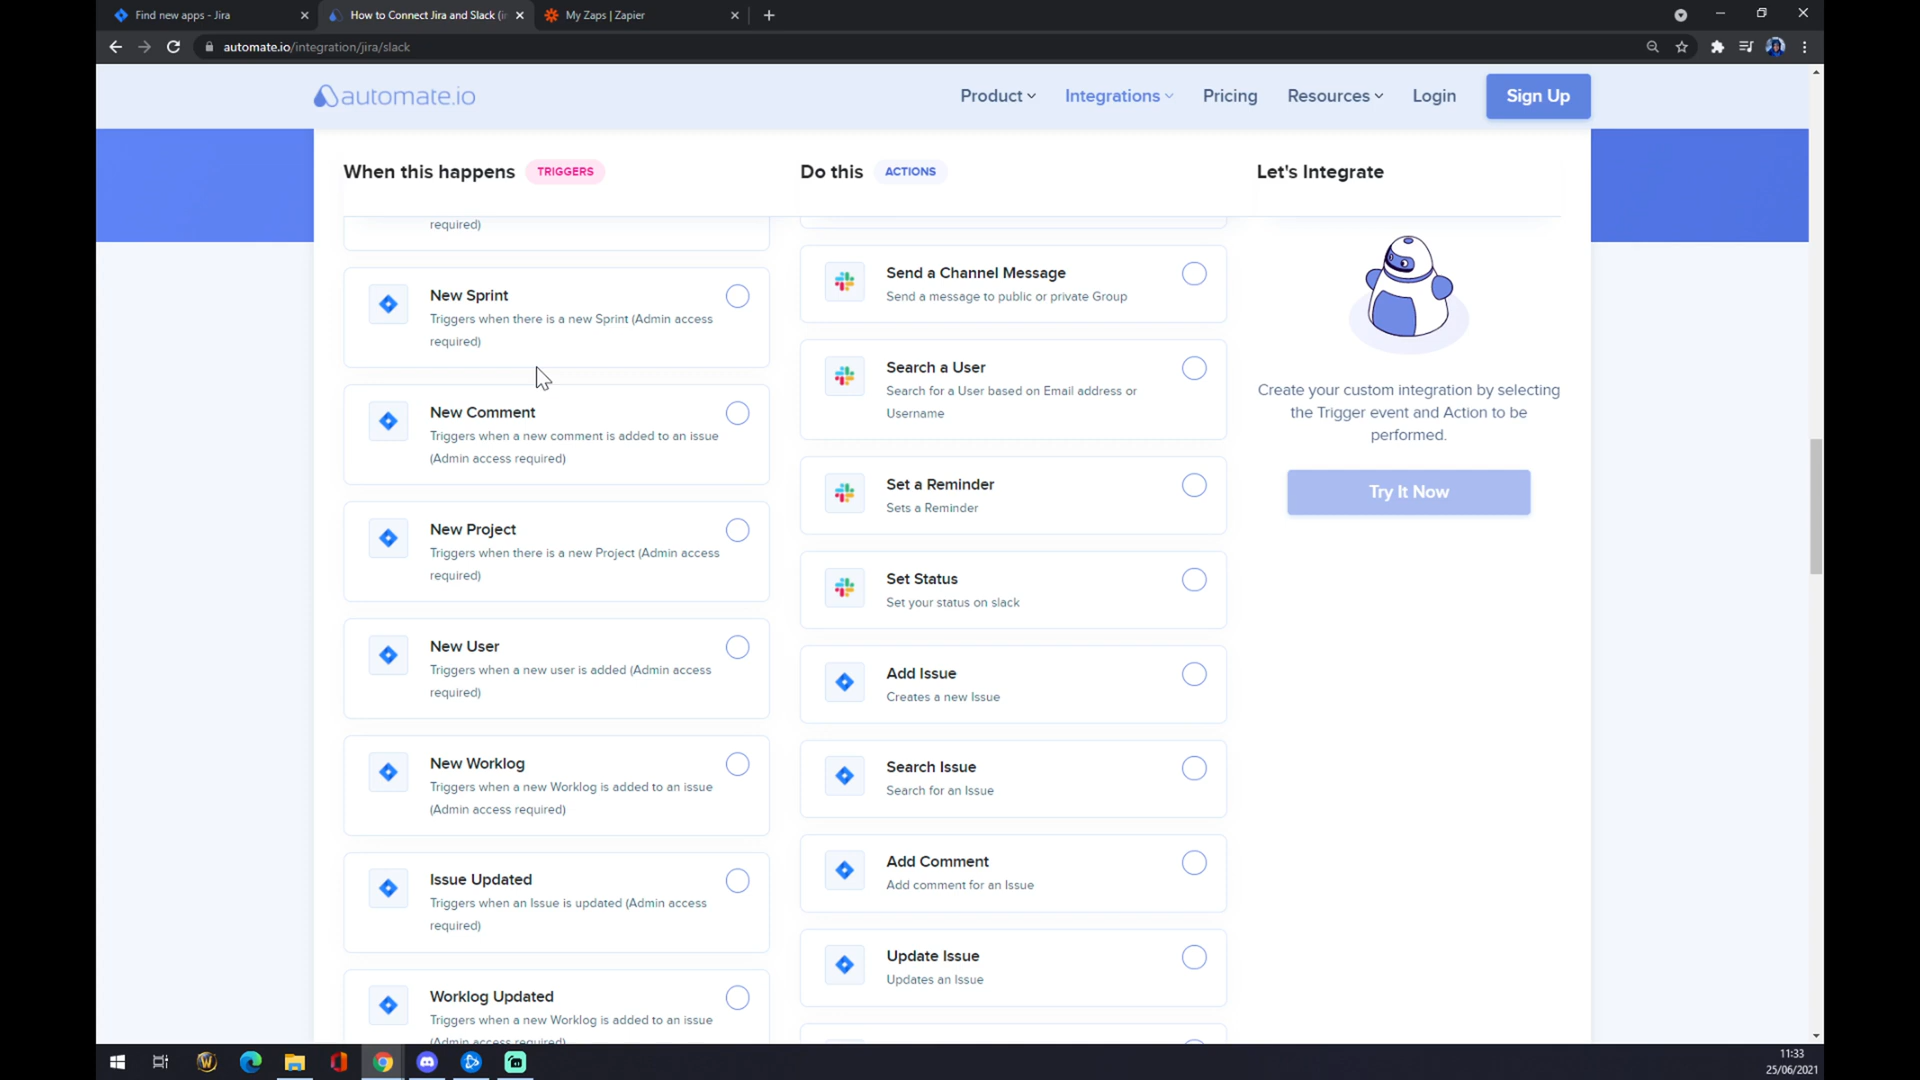 Find new apps - Jira
How to Connect Jira and Slack (i
My Zaps | Zapier
automate.io/integration/jira/slack
automate.io
Product
Integrations
Pricing
Resources
Login
Sign Up
When this happens
TRIGGERS
Do this
ACTIONS
Let's Integrate
required)
New Sprint
Triggers when there is a new Sprint (Admin access
required)
New Comment
Triggers when a new comment is added to an issue
(Admin access required)
New Project
Triggers when there is a new Project (Admin access
required)
New User
Triggers when a new user is added (Admin access
required)
New Worklog
Triggers when a new Worklog is added to an issue
(Admin access required)
Issue Updated
Triggers when an Issue is updated (Admin access
required)
Worklog Updated
Triggers when a new Worklog is added to an issue
(Admin access required)
Send a Channel Message
Send a message to public or private Group
Search a User
Search for a User based on Email address or
Username
Set a Reminder
Sets a Reminder
Set Status
Set your status on slack
Add Issue
Creates a new Issue
Search Issue
Search for an Issue
Add Comment
Add comment for an Issue
Update Issue
Updates an Issue
Create your custom integration by selecting
the Trigger event and Action to be
performed.
Try It Now
11:33
25/06/2021